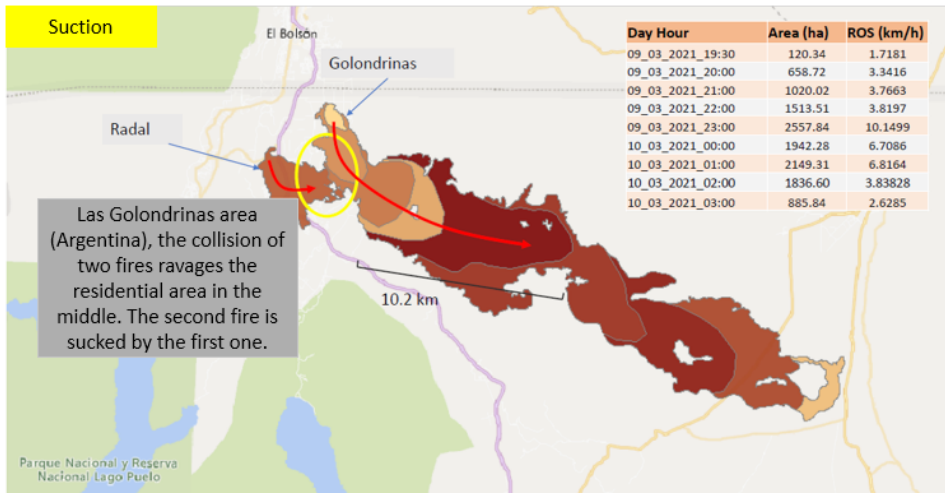 Suction
El Bolsón
Golondrinas
Radal
Day Hour Area (ha) ROS (km/h)
09_03_2021_19:30 120.34 1.7181
09_03_2021_20:00 658.72 3.3416
09_03_2021_21:00 1020.02 3.7663
09_03_2021_22:00 1513.51 3.8197
09_03_2021_23:00 2557.84 10.1499
10_03_2021_00:00 1942.28 6.7086
10_03_2021_01:00 2149.31 6.8164
10_03_2021_02:00 1836.60 3.83828
10_03_2021_03:00 885.84 2.6285
Las Golondrinas area
(Argentina), the collision of
two fires ravages the
residential area in the
middle. The second fire is
sucked by the first one.
10.2 km
Parque Nacional y Reserva
Nacional Lago Puelo